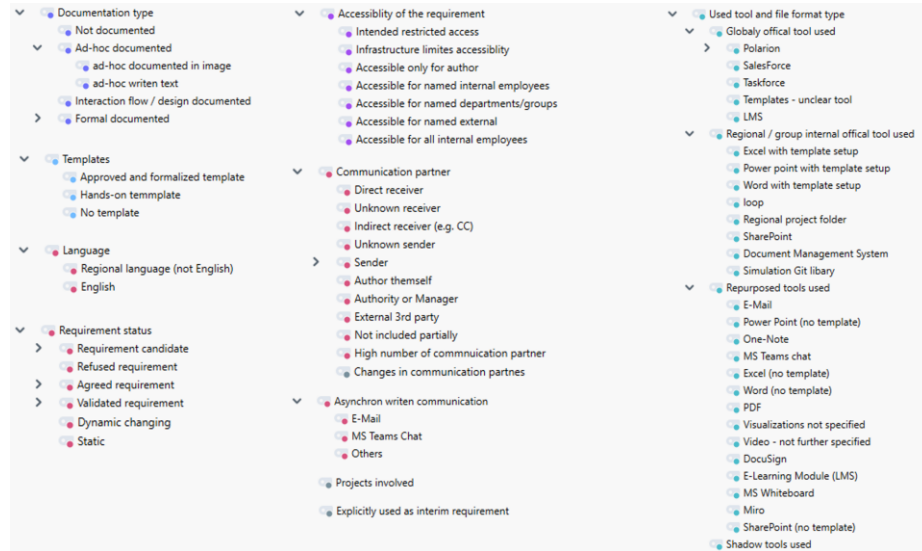 Documentation type
Not documented
Ad-hoc documented
ad-hoc documented in image
ad-hoc writen text
Interaction flow / design documented
Formal documented
Templates
Approved and formalized template
Hands-on temmplate
No template
Language
Regional language (not English)
English
Requirement status
Requirement candidate
Refused requirement
Agreed requirement
Validated requirement
Dynamic changing
Static
Accessiblity of the requirement
Intended restricted access
Infrastructure limites accessiblity
Accessible only for author
Accessible for named internal employees
Accessible for named departments/groups
Accessible for named external
Accessible for all internal employees
Communication partner
Direct receiver
Unknown receiver
Indirect receiver (e.g. CC)
Unknown sender
Sender
Author themself
Authority or Manager
External 3rd party
Not included partially
High number of commnuication partner
Changes in communication partnes
Asynchron writen communication
E-Mail
MS Teams Chat
Others
Projects involved
Explicitly used as interim requirement
Used tool and file format type
Globaly offical tool used
Polarion
SalesForce
Taskforce
Templates - unclear tool
LMS
Regional / group internal offical tool used
Excel with template setup
Power point with template setup
Word with template setup
loop
Regional project folder
SharePoint
Document Management System
Simulation Git libary
Repurposed tools used
E-Mail
Power Point (no template)
One-Note
MS Teams chat
Excel (no template)
Word (no template)
PDF
Visualizations not specified
Video - not further specified
DocuSign
E-Learning Module (LMS)
MS Whiteboard
Miro
SharePoint (no template)
Shadow tools used